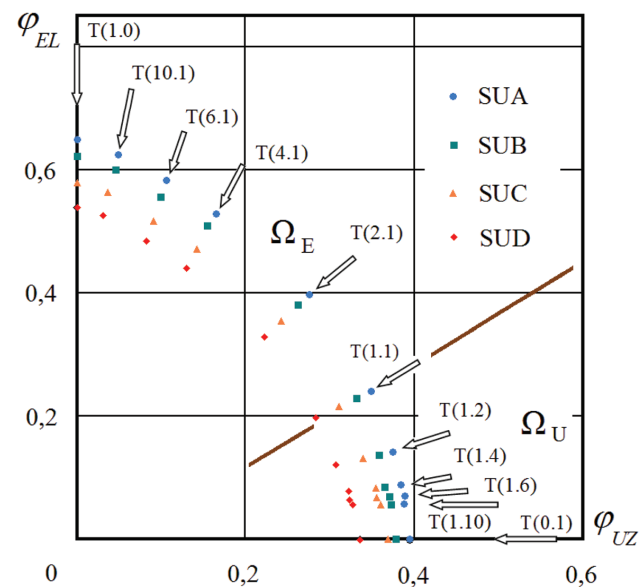 φEL
T(1.0)
T(10.1)
T(6.1)
T(4.1)
SUA
SUB
SUC
SUD
0,6
ΩE
T(2.1)
0,4
T(1.1)
0,2
T(1.2)
ΩU
T(1.4)
T(1.6)
T(1.10)
T(0.1)
φUZ
0
0,2
0,4
0,6